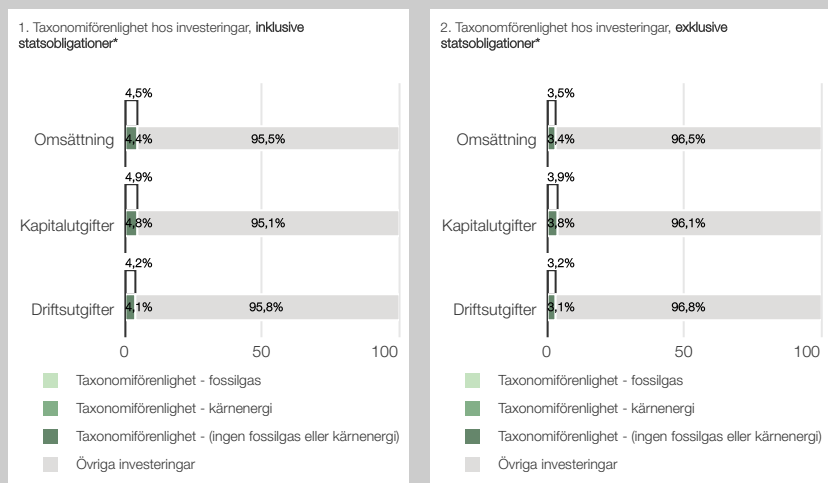 1. Taxonomiförenlighet hos investeringar, inklusive
statsobligationer*
4,5%
Omsättning 4,4% 95,5%
4,9%
Kapitalutgifter 4,8% 95,1%
4,2%
Driftsutgifter 4,1% 95,8%
0 50 100
Taxonomiförenlighet - fossilgas
Taxonomiförenlighet - kärnenergi
Taxonomiförenlighet - (ingen fossilgas eller kärnenergi)
Övriga investeringar
2. Taxonomiförenlighet hos investeringar, exklusive
statsobligationer*
3,5%
Omsättning 3,4% 96,5%
3,9%
Kapitalutgifter 3,8% 96,1%
3,2%
Driftsutgifter 3,1% 96,8%
0 50 100
Taxonomiförenlighet - fossilgas
Taxonomiförenlighet - kärnenergi
Taxonomiförenlighet - (ingen fossilgas eller kärnenergi)
Övriga investeringar